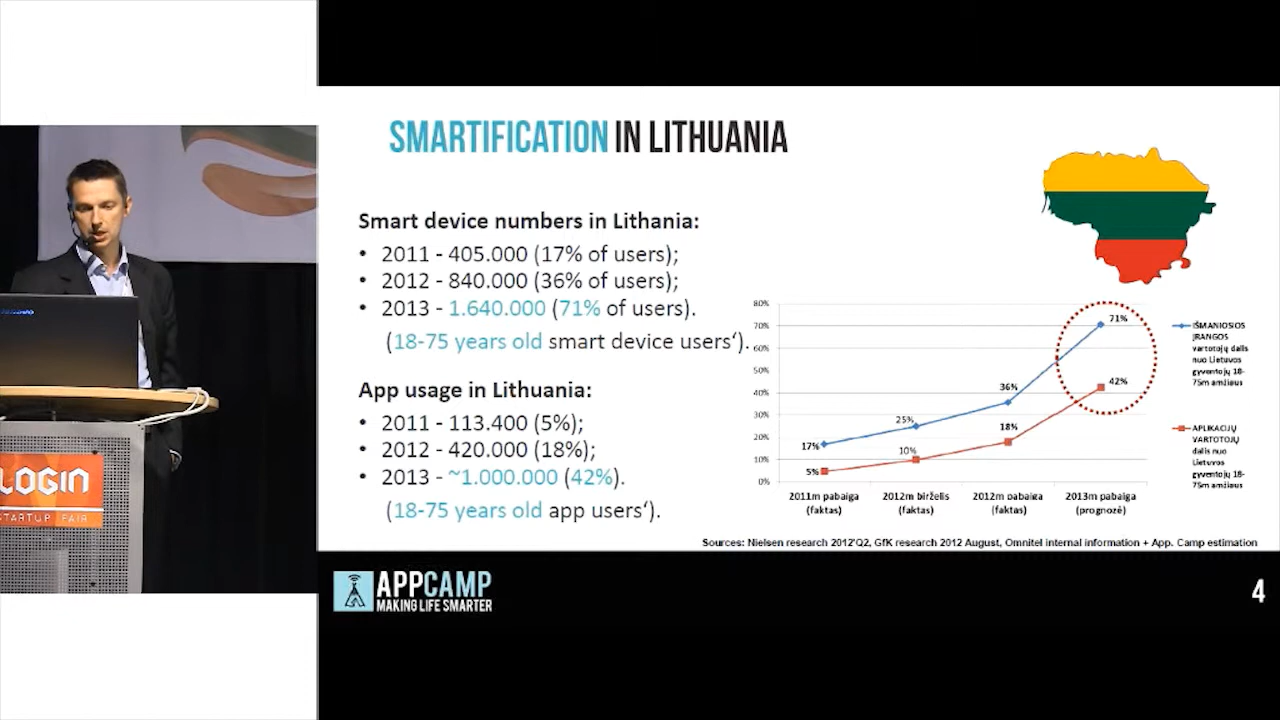 SMARTIFICATION IN LITHUANIA
Smart device numbers in Lithania:
• 2011 - 405.000 (17% of users);
• 2012 - 840.000 (36% of users);
• 2013 - 1.640.000 (71% of users).
(18-75 years old smart device users‘).
App usage in Lithuania:
• 2011 - 113.400 (5%);
• 2012 - 420.000 (18%);
• 2013 - ~1.000.000 (42%).
(18-75 years old app users‘).
80%
70%
60%
50%
40%
30%
20%
10%
0%
17%
25%
36%
71%
5%
10%
18%
42%
2011m pabaiga
(faktas)
2012m birželis
(faktas)
2012m pabaiga
(faktas)
2013m pabaiga
(prognozė)
IŠMANIOSIOS
ĮRANGOS
vartotojų dalis
nuo Lietuvos
gyventojų 18-
75m amžiaus
APLIKACIJŲ
VARTOTOJŲ
dalis nuo
Lietuvos
gyventojų 18-
75m amžiaus
Sources: Nielsen research 2012'Q2, GfK research 2012 August, Omnitel internal information + App. Camp estimation
APPCAMP
MAKING LIFE SMARTER
4
LOGIN
STARTUP FAIR